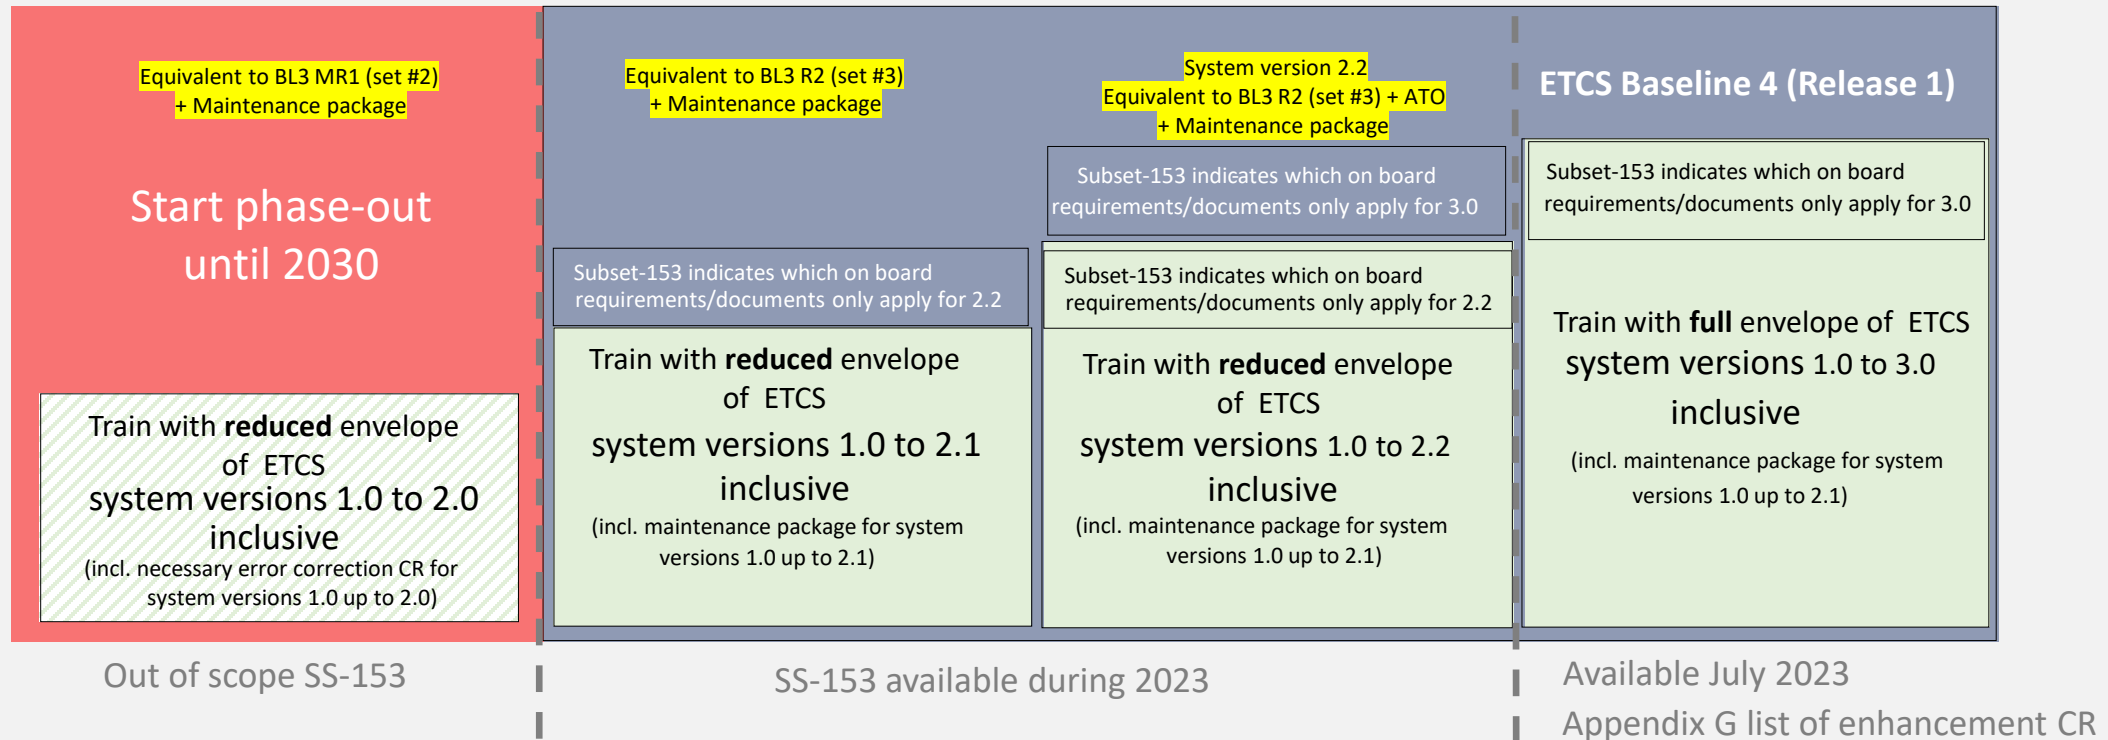 Equivalent to BL3 MR1 (set #2)
+ Maintenance package
Start phase-out
until 2030
Train with reduced envelope
of ETCS
system versions 1.0 to 2.0
inclusive
(incl. necessary error correction CR for
system versions 1.0 up to 2.0)
Out of scope SS-153
Equivalent to BL3 R2 (set #3)
+ Maintenance package
Subset-153 indicates which on board
requirements/documents only apply for 2.2
Train with reduced envelope
of ETCS
system versions 1.0 to 2.1
inclusive
(incl. maintenance package for system
versions 1.0 up to 2.1)
System version 2.2
Equivalent to BL3 R2 (set #3) + ATO
+ Maintenance package
Subset-153 indicates which on board
requirements/documents only apply for 3.0
Subset-153 indicates which on board
requirements/documents only apply for 2.2
Train with reduced envelope
of ETCS
system versions 1.0 to 2.2
inclusive
(incl. maintenance package for system
versions 1.0 up to 2.1)
SS-153 available during 2023
ETCS Baseline 4 (Release 1)
Subset-153 indicates which on board
requirements/documents only apply for 3.0
Train with full envelope of ETCS
system versions 1.0 to 3.0
inclusive
(incl. maintenance package for system
versions 1.0 up to 2.1)
Available July 2023
Appendix G list of enhancement CR